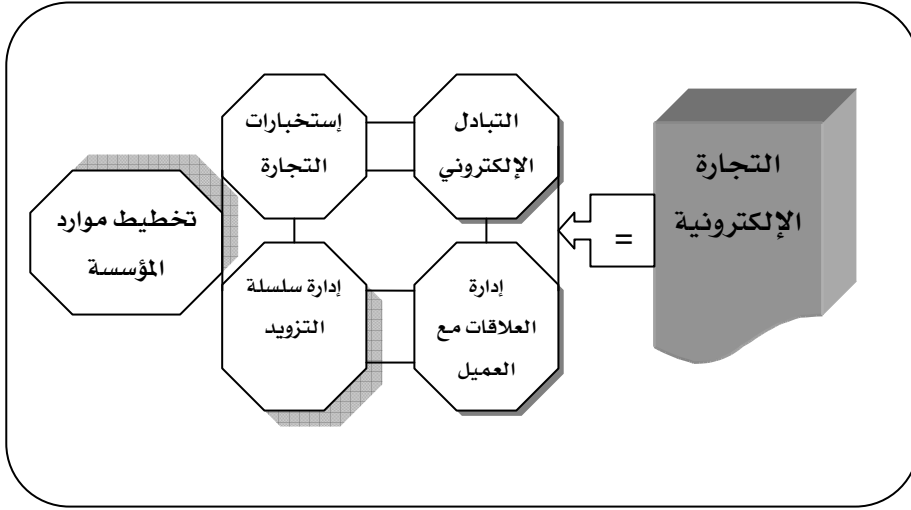 التجارة
الإلكترونية
=
التبادل
الإلكتروني
إستخبارات
التجارة
تخطيط موارد
المؤسسة
إدارة
العلاقات مع
العميل
إدارة سلسلة
التزويد